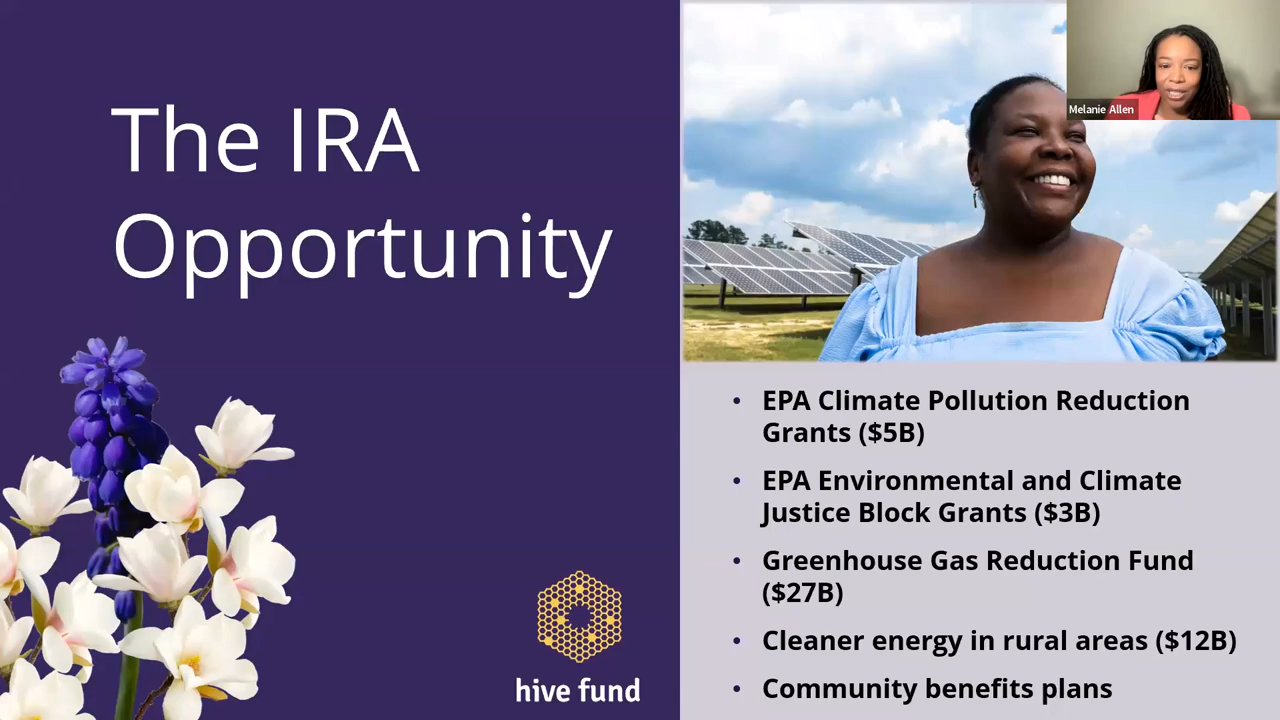 The IRA
Opportunity
Melanie Allen
• EPA Climate Pollution Reduction
Grants ($5B)
• EPA Environmental and Climate
Justice Block Grants ($3B)
• Greenhouse Gas Reduction Fund
($27B)
• Cleaner energy in rural areas ($12B)
• Community benefits plans
hive fund